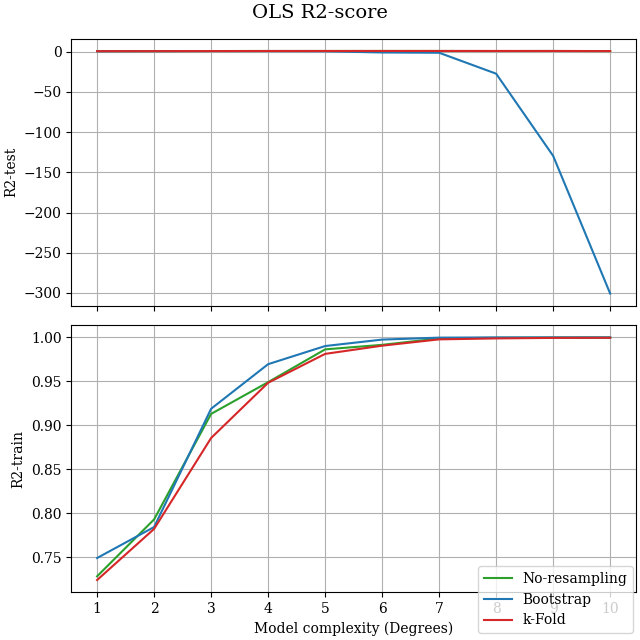 OLS R2-score
R2-test
0
−50
−100
−150
−200
−250
−300
R2-train
1.00
0.95
0.90
0.85
0.80
0.75
1 2 3 4 5 6 7 8 9 10
Model complexity (Degrees)
No-resampling
Bootstrap
k-Fold